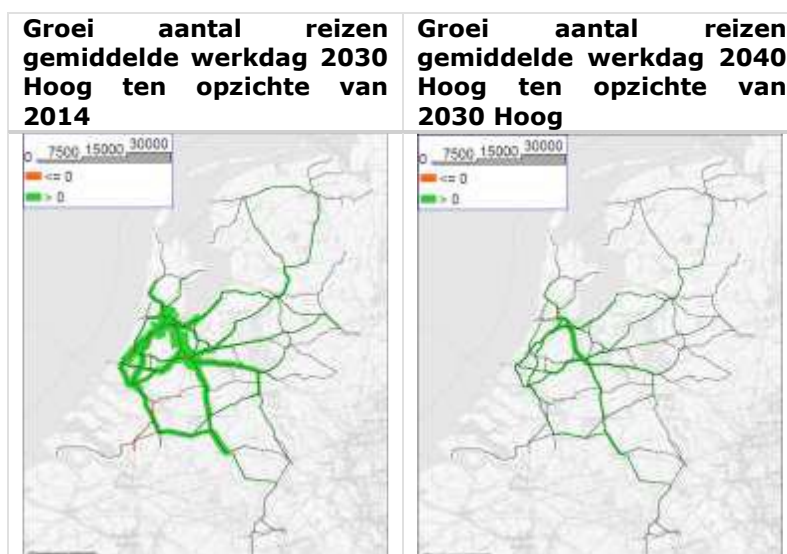 Groei aantal reizen
gemiddelde werkdag 2030
Hoog ten opzichte van
2014
Groei aantal reizen
gemiddelde werkdag 2040
Hoog ten opzichte van
2030 Hoog
0 7500 15000 30000
<= 0
> 0
0 7500 15000 30000
<= 0
> 0